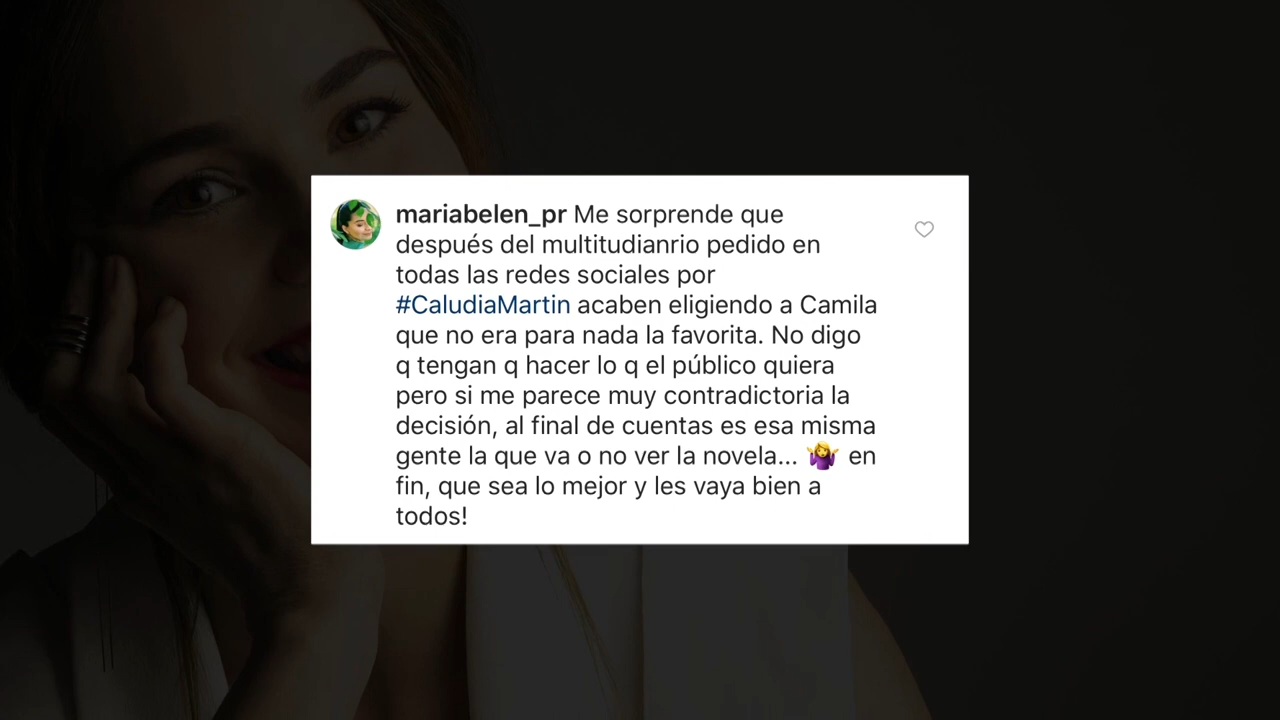 mariabelen_pr Me sorprende que
después del multitudianrio pedido en
todas las redes sociales por
#CaludiaMartin acaben eligiendo a Camila
que no era para nada la favorita. No digo
q tengan q hacer lo q el público quiera
pero si me parece muy contradictoria la
decisión, al final de cuentas es esa misma
gente la que va o no ver la novela... 🤷‍♀️ en
fin, que sea lo mejor y les vaya bien a
todos!